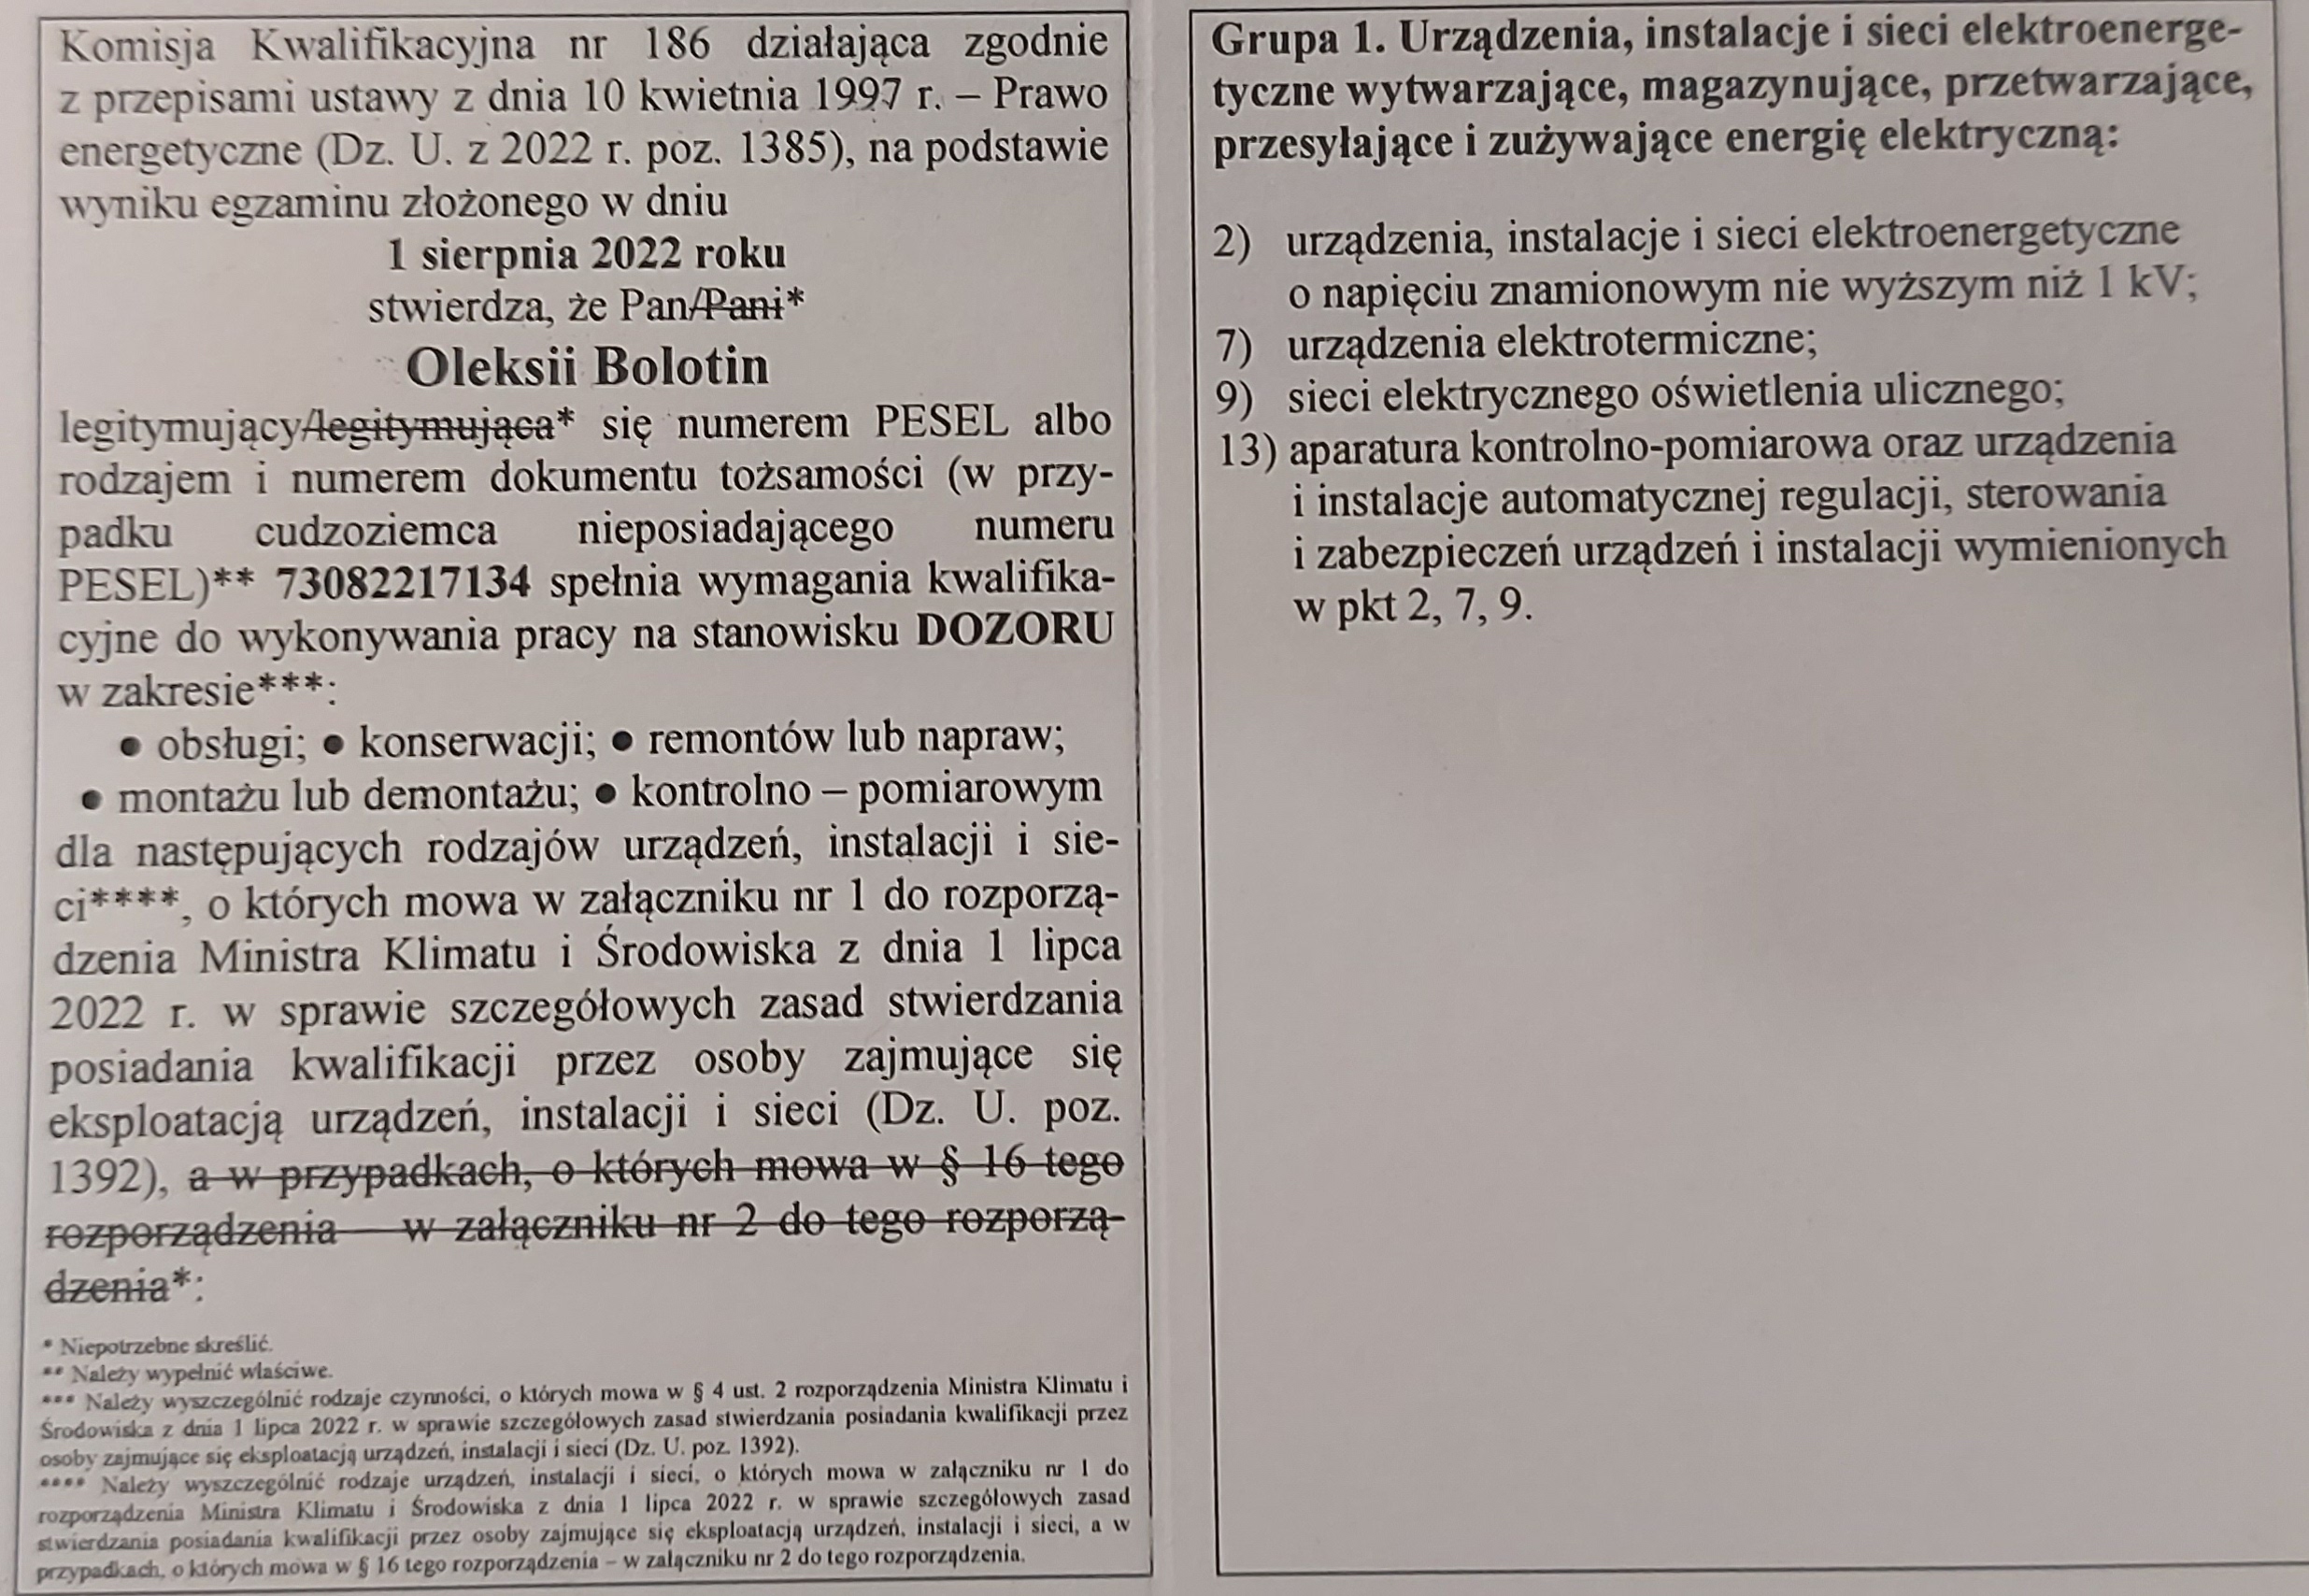 Komisja Kwalifikacyjna nr 186 działająca zgodnie
z przepisami ustawy z dnia 10 kwietnia 1997 r. – Prawo
energetyczne (Dz. U. z 2022 r. poz. 1385), na podstawie
wyniku egzaminu złożonego w dniu
1 sierpnia 2022 roku
stwierdza, że Pan/Pani*
Oleksii Bolotin
legitymujący/legitymująca* się numerem PESEL albo
rodzajem i numerem dokumentu tożsamości (w przy-
padku cudzoziemca nieposiadającego numeru
PESEL)** 73082217134 spełnia wymagania kwalifika-
cyjne do wykonywania pracy na stanowisku DOZORU
w zakresie***:
● obsługi; ● konserwacji; ● remontów lub napraw;
● montażu lub demontażu; ● kontrolno – pomiarowym
dla następujących rodzajów urządzeń, instalacji i sie-
ci****, o których mowa w załączniku nr 1 do rozporzą-
dzenia Ministra Klimatu i Środowiska z dnia 1 lipca
2022 r. w sprawie szczegółowych zasad stwierdzania
posiadania kwalifikacji przez osoby zajmujące się
eksploatacją urządzeń, instalacji i sieci (Dz. U. poz.
1392), a w przypadkach, o których mowa w § 16 tego
rozporządzenia – w załączniku nr 2 do tego rozporzą-
dzenia*:
* Niepotrzebne skreślić.
** Należy wypełnić właściwe.
*** Należy wyszczególnić rodzaje czynności, o których mowa w § 4 ust. 2 rozporządzenia Ministra Klimatu i
Środowiska z dnia 1 lipca 2022 r. w sprawie szczegółowych zasad stwierdzania posiadania kwalifikacji przez
osoby zajmujące się eksploatacją urządzeń, instalacji i sieci (Dz. U. poz. 1392).
**** Należy wyszczególnić rodzaje urządzeń, instalacji i sieci, o których mowa w załączniku nr 1 do
rozporządzenia Ministra Klimatu i Środowiska z dnia 1 lipca 2022 r. w sprawie szczegółowych zasad
stwierdzania posiadania kwalifikacji przez osoby zajmujące się eksploatacją urządzeń, instalacji i sieci, a w
przypadkach, o których mowa w § 16 tego rozporządzenia – w załączniku nr 2 do tego rozporządzenia.
Grupa 1. Urządzenia, instalacje i sieci elektroenerge-
tyczne wytwarzające, magazynujące, przetwarzające,
przesyłające i zużywające energię elektryczną:
2) urządzenia, instalacje i sieci elektroenergetyczne
o napięciu znamionowym nie wyższym niż 1 kV;
7) urządzenia elektrotermiczne;
9) sieci elektrycznego oświetlenia ulicznego;
13) aparatura kontrolno-pomiarowa oraz urządzenia
i instalacje automatycznej regulacji, sterowania
i zabezpieczeń urządzeń i instalacji wymienionych
w pkt 2, 7, 9.